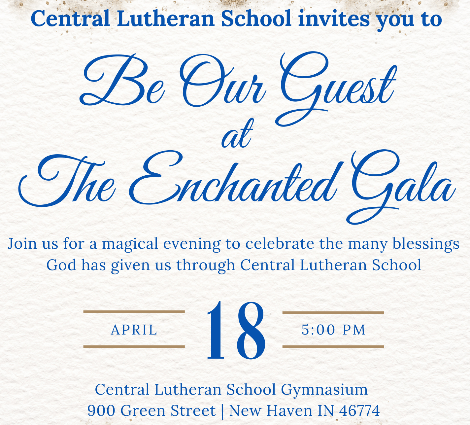 Central Lutheran School invites you to
Be Our Guest
at
The Enchanted Gala
Join us for a magical evening to celebrate the many blessings
God has given us through Central Lutheran School
APRIL 18 5:00 PM
Central Lutheran School Gymnasium
900 Green Street | New Haven IN 46774